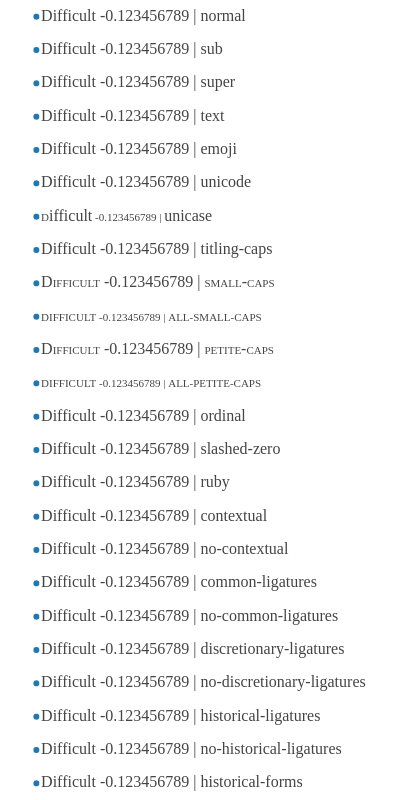 Difficult -0.123456789 | normal
Difficult -0.123456789 | sub
Difficult -0.123456789 | super
Difficult -0.123456789 | text
Difficult -0.123456789 | emoji
Difficult -0.123456789 | unicode
Difficult -0.123456789 | unicase
Difficult -0.123456789 | titling-caps
Difficult -0.123456789 | small-caps
difficult -0.123456789 | all-small-caps
Difficult -0.123456789 | petite-caps
difficult -0.123456789 | all-petite-caps
Difficult -0.123456789 | ordinal
Difficult -0.123456789 | slashed-zero
Difficult -0.123456789 | ruby
Difficult -0.123456789 | contextual
Difficult -0.123456789 | no-contextual
Difficult -0.123456789 | common-ligatures
Difficult -0.123456789 | no-common-ligatures
Difficult -0.123456789 | discretionary-ligatures
Difficult -0.123456789 | no-discretionary-ligatures
Difficult -0.123456789 | historical-ligatures
Difficult -0.123456789 | no-historical-ligatures
Difficult -0.123456789 | historical-forms